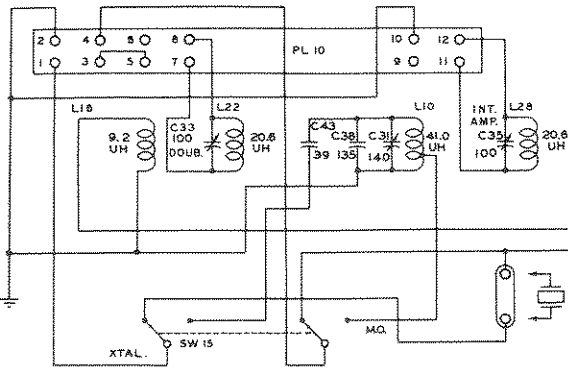 2 4 6 8 10 12
PL 10
1 3 5 7 9 11
L16 L22 L10 L28
9.2 UH
C33 100 DOUB.
20.6 UH
C43 39
C38 135
C31 140
41.0 UH
INT. AMP.
C35 100
20.6 UH
XTAL. SW 15 M.O.